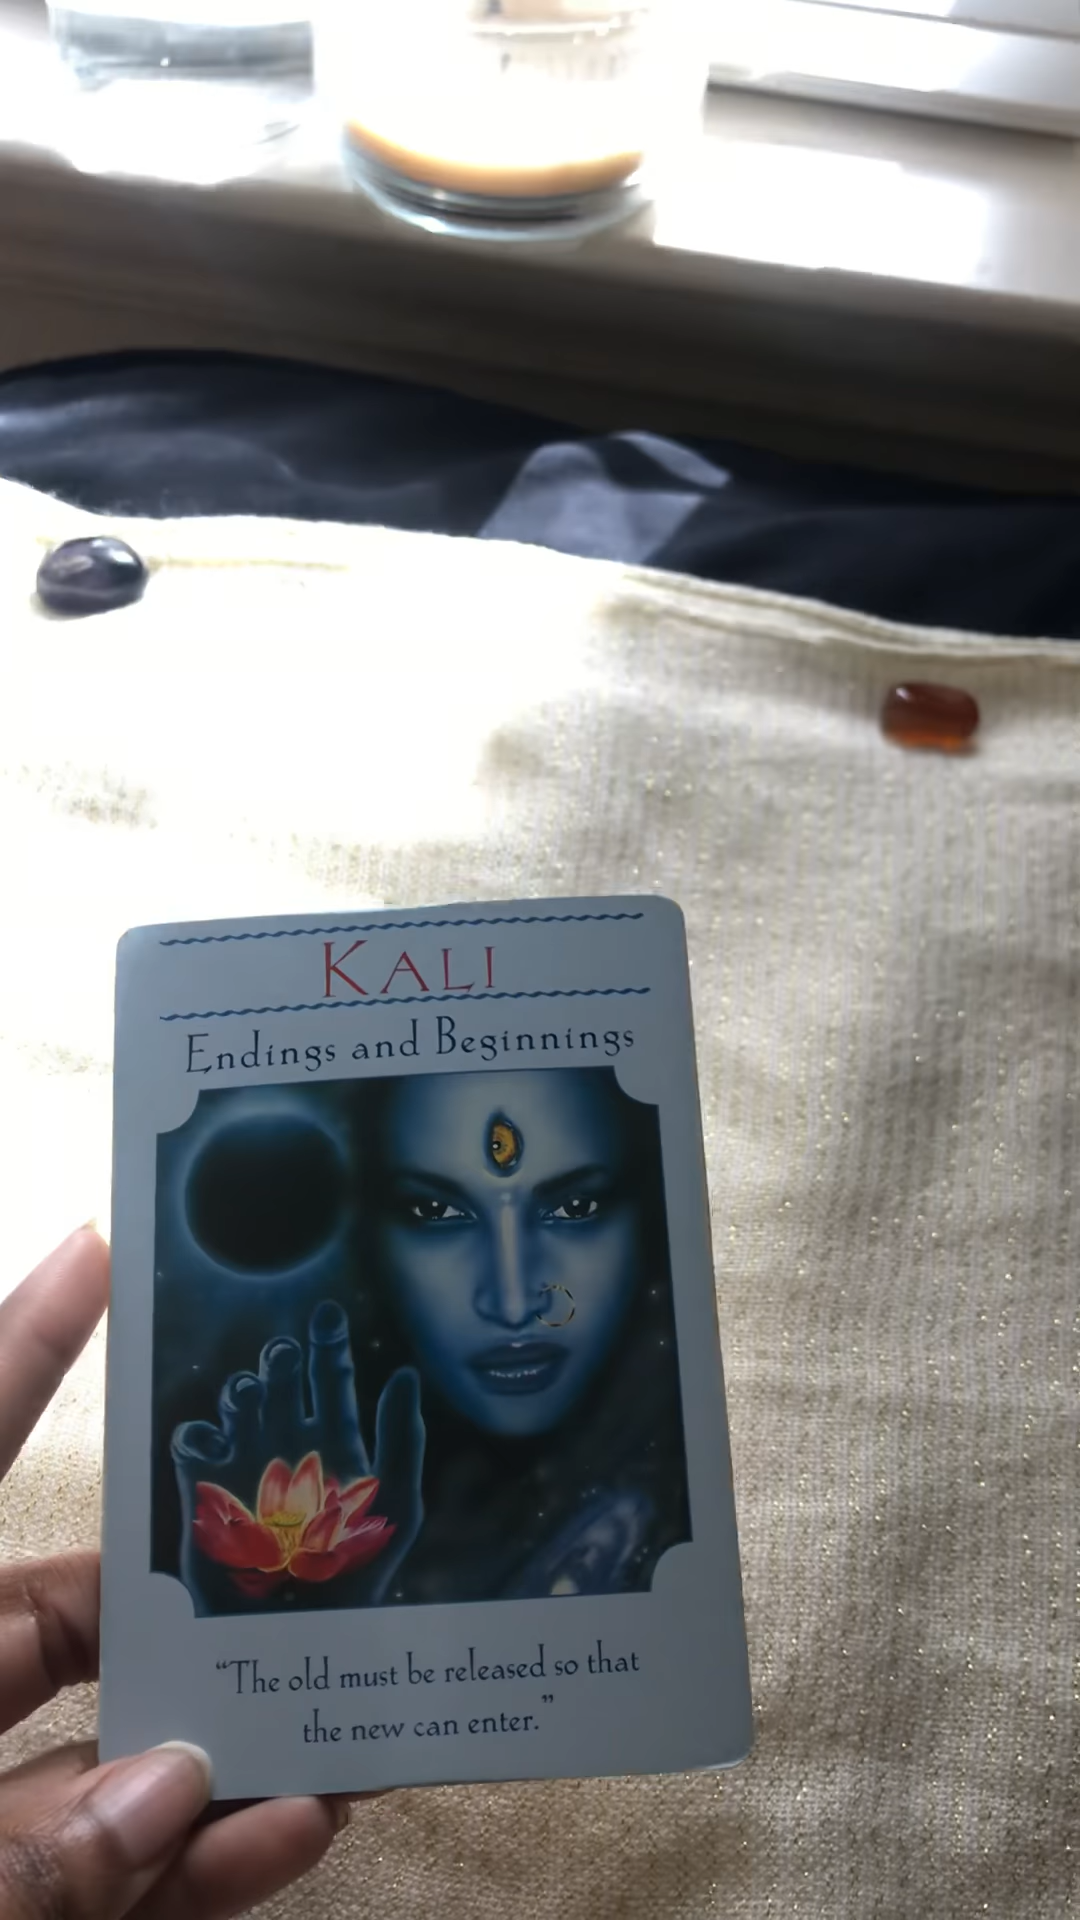 KALI
Endings and Beginnings
“The old must be released so that
the new can enter.”